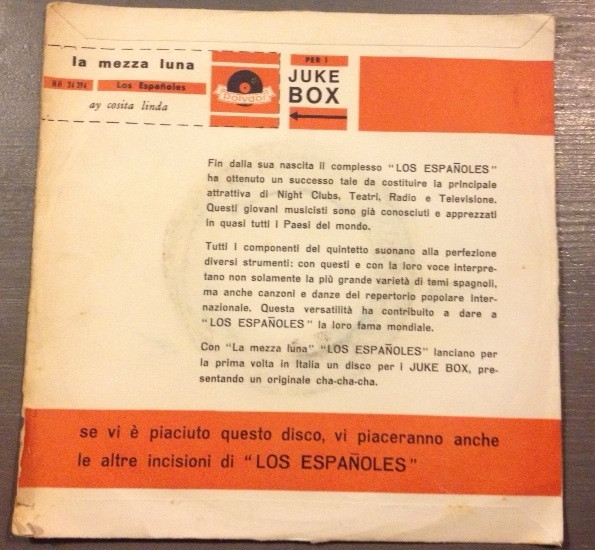 la mezza luna
NH 24 394
Los Españoles
ay cosita linda
Polydor
PER I
JUKE
BOX
Fin dalla sua nascita il complesso "LOS ESPAÑOLES"
ha ottenuto un successo tale da costituire la principale
attrattiva di Night Clubs, Teatri, Radio e Televisione.
Questi giovani musicisti sono già conosciuti e apprezzati
in quasi tutti i Paesi del mondo.
Tutti i componenti del quintetto suonano alla perfezione
diversi strumenti: con questi e con la loro voce interpre-
tano non solamente la più grande varietà di temi spagnoli,
ma anche canzoni e danze del repertorio popolare inter-
nazionale. Questa versatilità ha contribuito a dare a
"LOS ESPAÑOLES" la loro fama mondiale.
Con "La mezza luna" "LOS ESPAÑOLES" lanciano per
la prima volta in Italia un disco per i JUKE BOX, pre-
sentando un originale cha-cha-cha.
se vi è piaciuto questo disco, vi piaceranno anche
le altre incisioni di "LOS ESPAÑOLES"